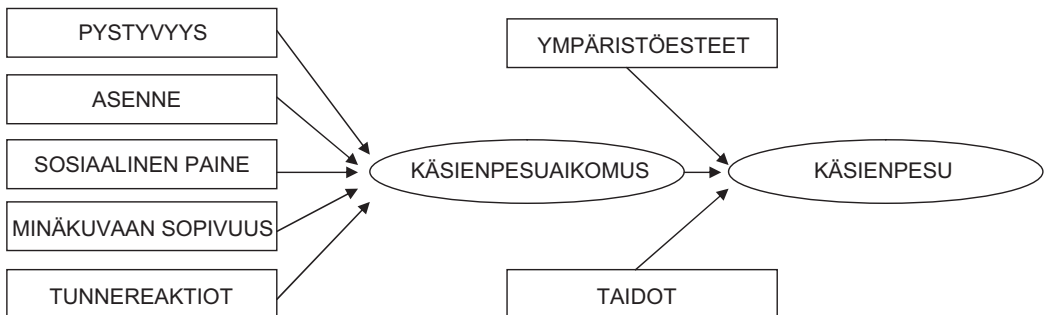 PYSTYVYYS
ASENNE
SOSIAALINEN PAINE
MINÄKUVAAN SOPIVUUS
TUNNEREAKTIOT
KÄSIENPESUAIKOMUS
YMPÄRISTÖESTEET
TAIDOT
KÄSIENPESU